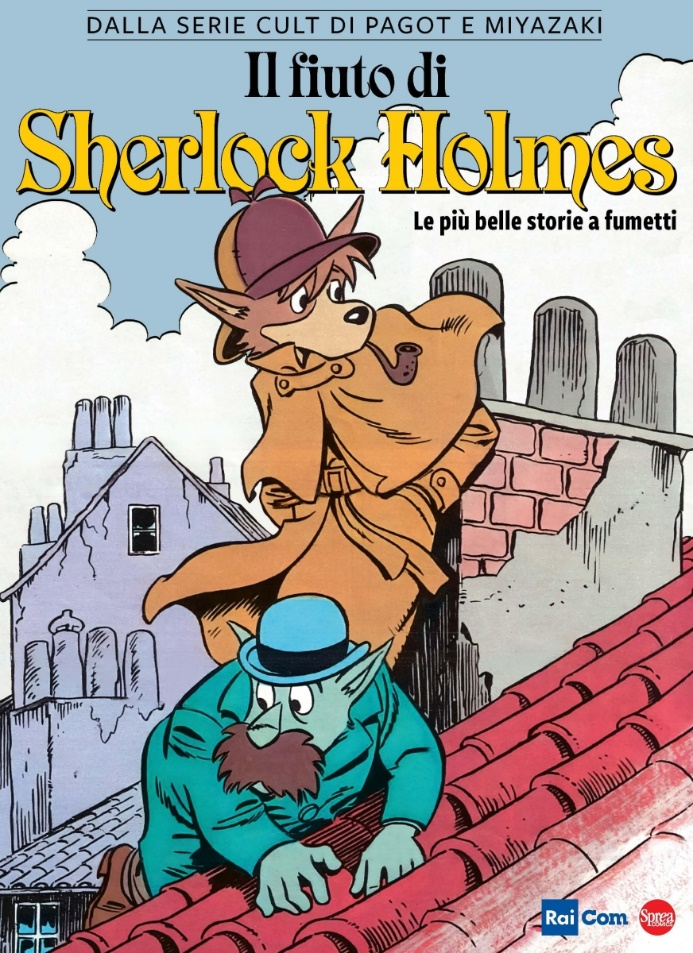 DALLA SERIE CULT DI PAGOT E MIYAZAKI
Il fiuto di
Sherlock Holmes
Le più belle storie a fumetti
Rai Com
Sprea
COMICS